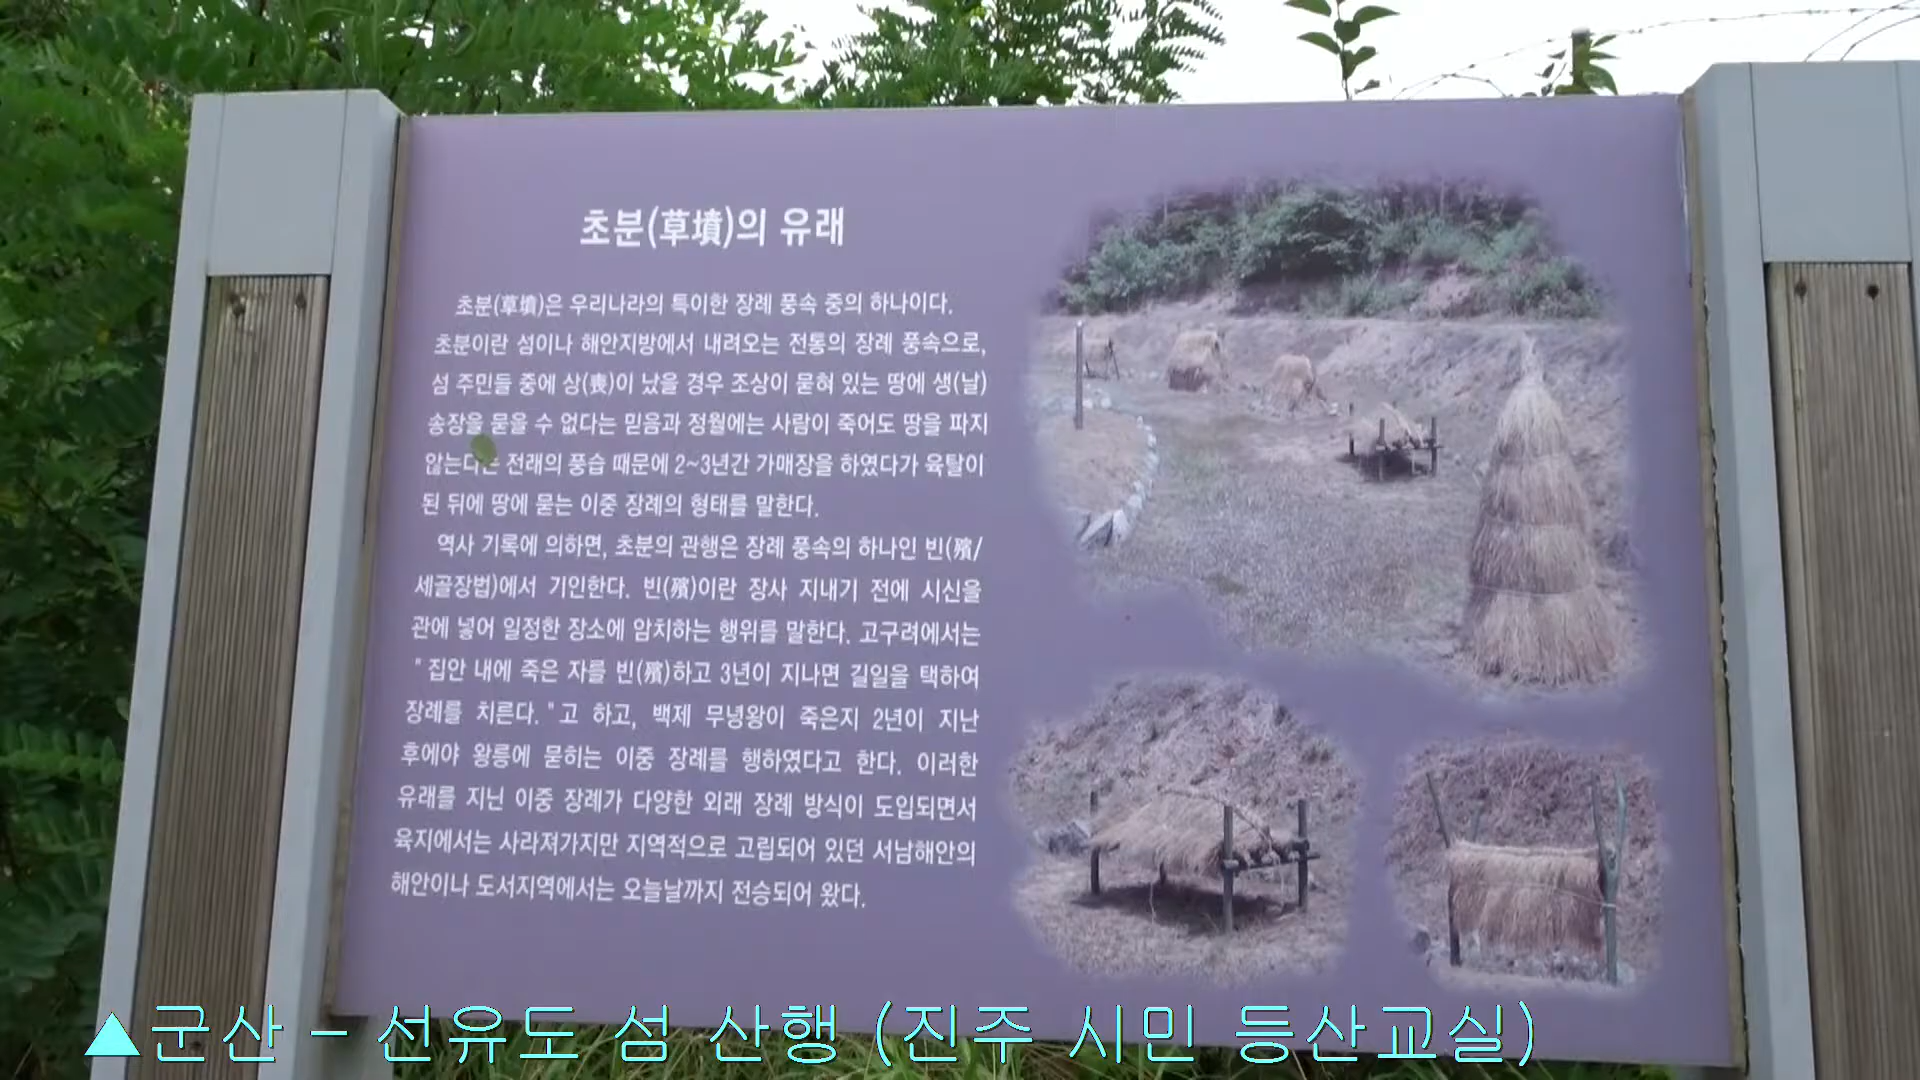 초분(草墳)의 유래
초분(草墳)은 우리나라의 특이한 장례 풍속 중의 하나이다.
초분이란 섬이나 해안지방에서 내려오는 전통의 장례 풍속으로,
섬 주민들 중에 상(喪)이 났을 경우 조상이 묻혀 있는 땅에 생(날)
송장을 묻을 수 없다는 믿음과 정월에는 사람이 죽어도 땅을 파지
않는다는 전래의 풍습 때문에 2~3년간 가매장을 하였다가 육탈이
된 뒤에 땅에 묻는 이중 장례의 형태를 말한다.
역사 기록에 의하면, 초분의 관행은 장례 풍속의 하나인 빈(殯/
세골장법)에서 기인한다. 빈(殯)이란 장사 지내기 전에 시신을
관에 넣어 일정한 장소에 암치하는 행위를 말한다. 고구려에서는
"집안 내에 죽은 자를 빈(殯)하고 3년이 지나면 길일을 택하여
장례를 치른다."고 하고, 백제 무녕왕이 죽은지 2년이 지난
후에야 왕릉에 묻히는 이중 장례를 행하였다고 한다. 이러한
유래를 지닌 이중 장례가 다양한 외래 장례 방식이 도입되면서
육지에서는 사라져가지만 지역적으로 고립되어 있던 서남해안의
해안이나 도서지역에서는 오늘날까지 전승되어 왔다.
▲군산 - 선유도 섬 산행 (진주 시민 등산교실)